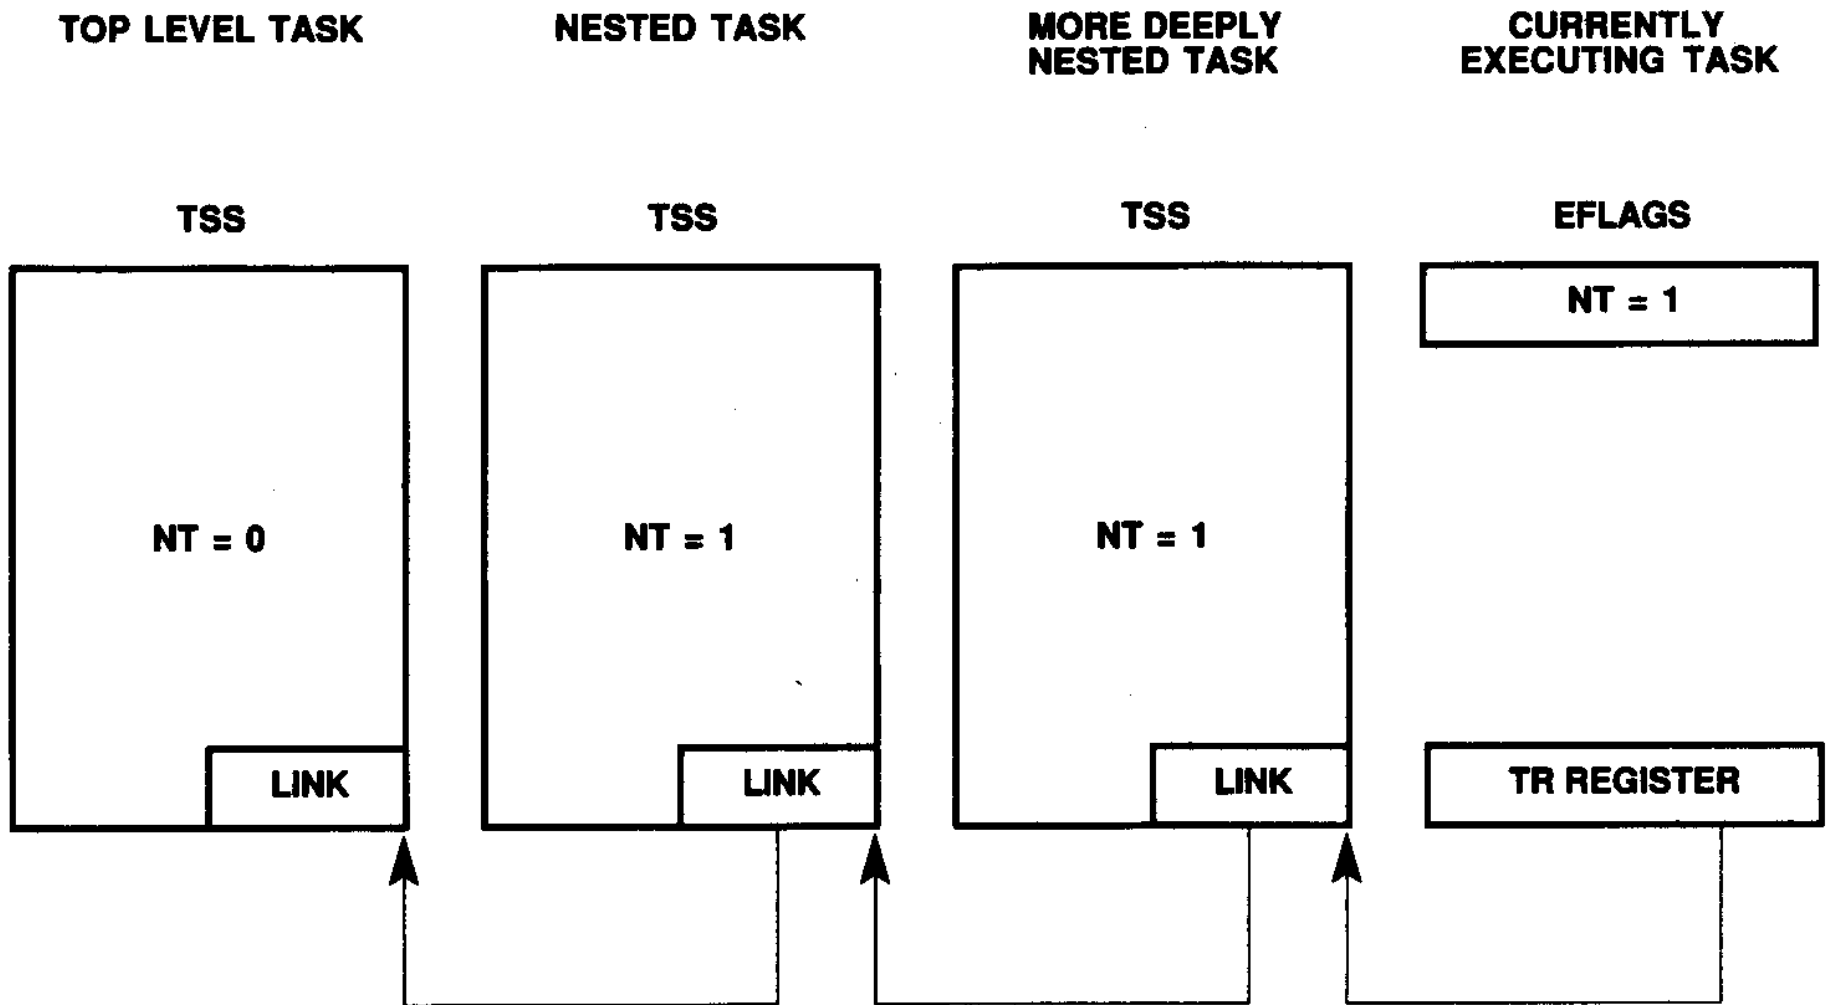 TOP LEVEL TASK
NESTED TASK
MORE DEEPLY
NESTED TASK
CURRENTLY
EXECUTING TASK
TSS
TSS
TSS
EFLAGS
NT = 1
NT = 0
NT = 1
NT = 1
LINK
LINK
LINK
TR REGISTER